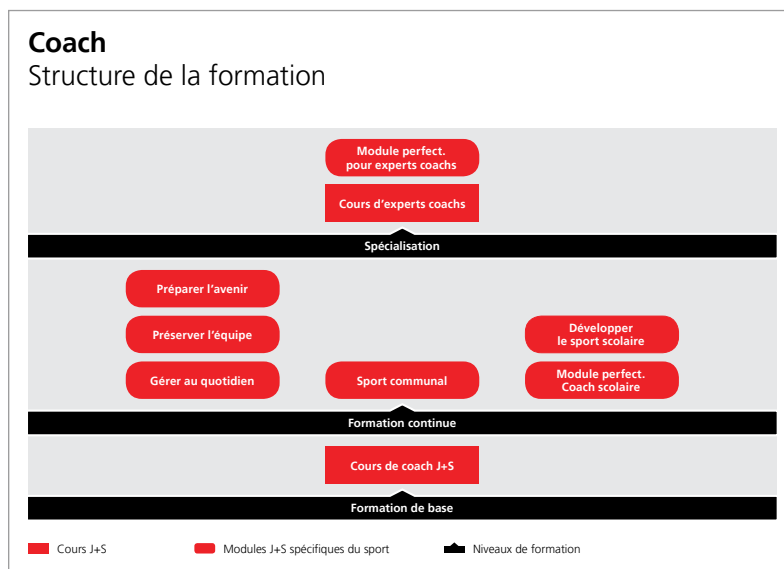 Coach
Structure de la formation
Module perfect.
pour experts coachs
Cours d'experts coachs
Spécialisation
Préparer l'avenir
Préserver l'équipe
Développer
le sport scolaire
Gérer au quotidien
Sport communal
Module perfect.
Coach scolaire
Formation continue
Cours de coach J+S
Formation de base
Cours J+S
Modules J+S spécifiques du sport
Niveaux de formation